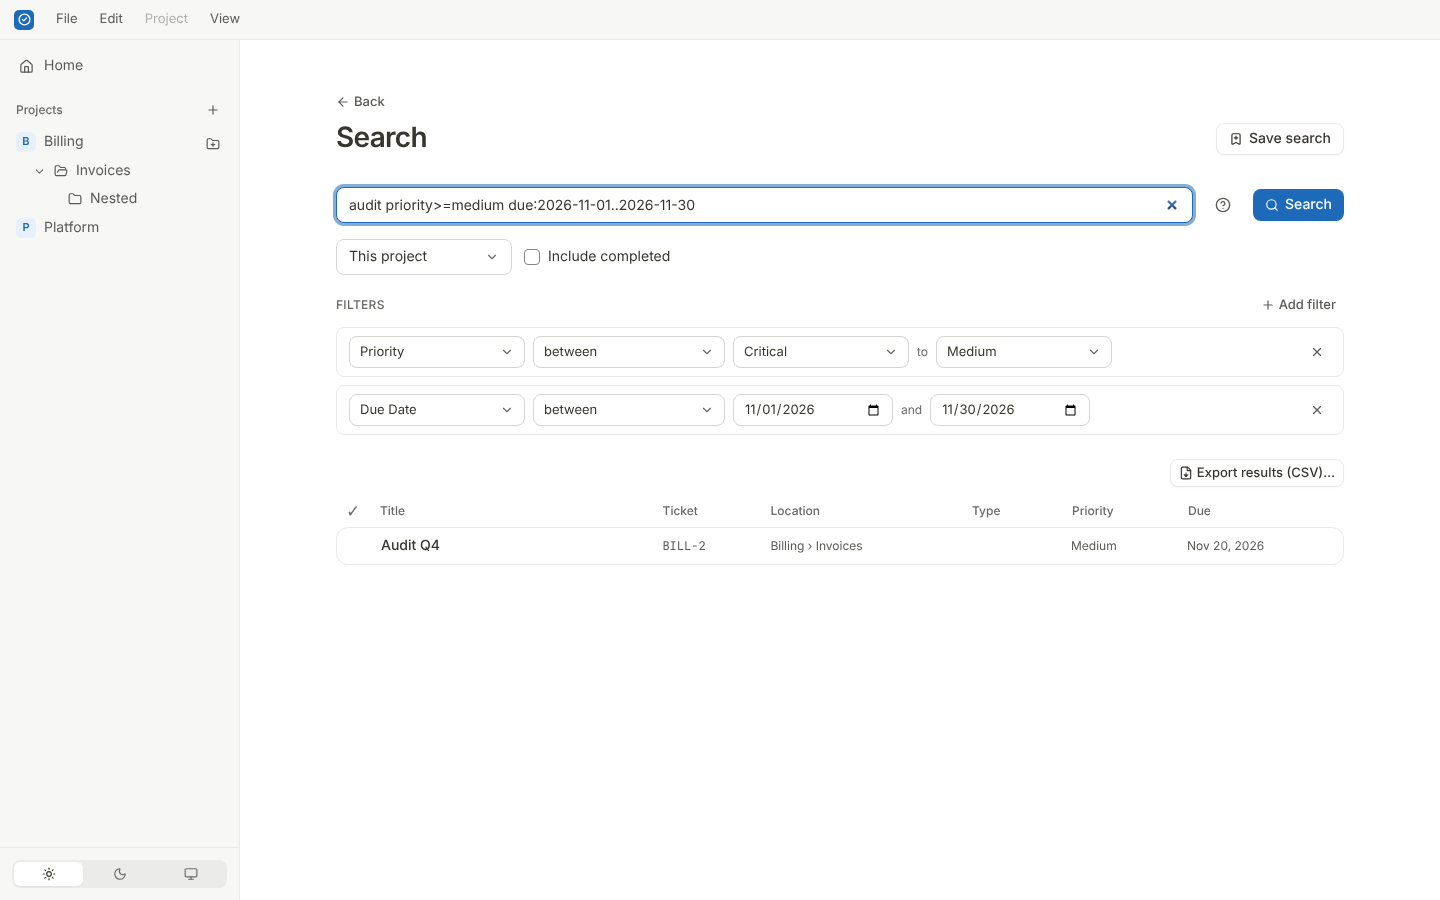 File Edit Project View
Home
Projects
B Billing
Invoices
Nested
P Platform
Back
Search
Save search
audit priority>=medium due:2026-11-01..2026-11-30
Search
This project
Include completed
FILTERS
Add filter
Priority between Critical to Medium
Due Date between 11/01/2026 and 11/30/2026
Export results (CSV)...
✓ Title Ticket Location Type Priority Due
Audit Q4 BILL-2 Billing › Invoices Medium Nov 20, 2026